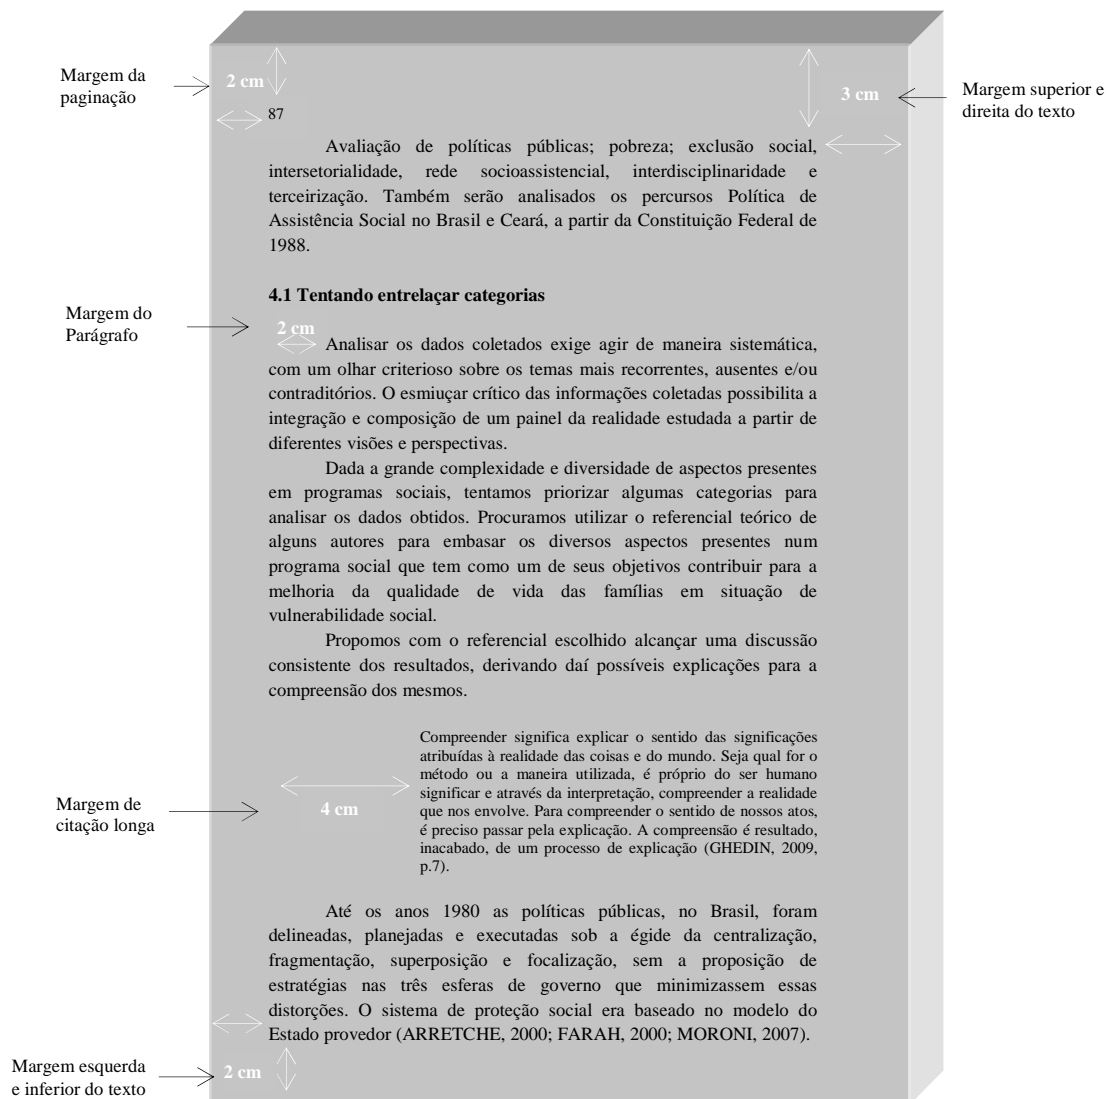 Margem da
paginação
2 cm
3 cm
Margem superior e
direita do texto
87
Avaliação de políticas públicas; pobreza; exclusão social,
intersetorialidade, rede socioassistencial, interdisciplinaridade e
terceirização. Também serão analisados os percursos Política de
Assistência Social no Brasil e Ceará, a partir da Constituição Federal de
1988.
4.1 Tentando entrelaçar categorias
Margem do
Parágrafo
2 cm
Analisar os dados coletados exige agir de maneira sistemática,
com um olhar criterioso sobre os temas mais recorrentes, ausentes e/ou
contraditórios. O esmiuçar crítico das informações coletadas possibilita a
integração e composição de um painel da realidade estudada a partir de
diferentes visões e perspectivas.
Dada a grande complexidade e diversidade de aspectos presentes
em programas sociais, tentamos priorizar algumas categorias para
analisar os dados obtidos. Procuramos utilizar o referencial teórico de
alguns autores para embasar os diversos aspectos presentes num
programa social que tem como um de seus objetivos contribuir para a
melhoria da qualidade de vida das famílias em situação de
vulnerabilidade social.
Propomos com o referencial escolhido alcançar uma discussão
consistente dos resultados, derivando daí possíveis explicações para a
compreensão dos mesmos.
Compreender significa explicar o sentido das significações
atribuídas à realidade das coisas e do mundo. Seja qual for o
método ou a maneira utilizada, é próprio do ser humano
significar e através da interpretação, compreender a realidade
que nos envolve. Para compreender o sentido de nossos atos,
é preciso passar pela explicação. A compreensão é resultado,
inacabado, de um processo de explicação (GHEDIN, 2009,
p.7).
Margem de
citação longa
4 cm
Até os anos 1980 as políticas públicas, no Brasil, foram
delineadas, planejadas e executadas sob a égide da centralização,
fragmentação, superposição e focalização, sem a proposição de
estratégias nas três esferas de governo que minimizassem essas
distorções. O sistema de proteção social era baseado no modelo do
Estado provedor (ARRETCHE, 2000; FARAH, 2000; MORONI, 2007).
Margem esquerda
e inferior do texto
2 cm